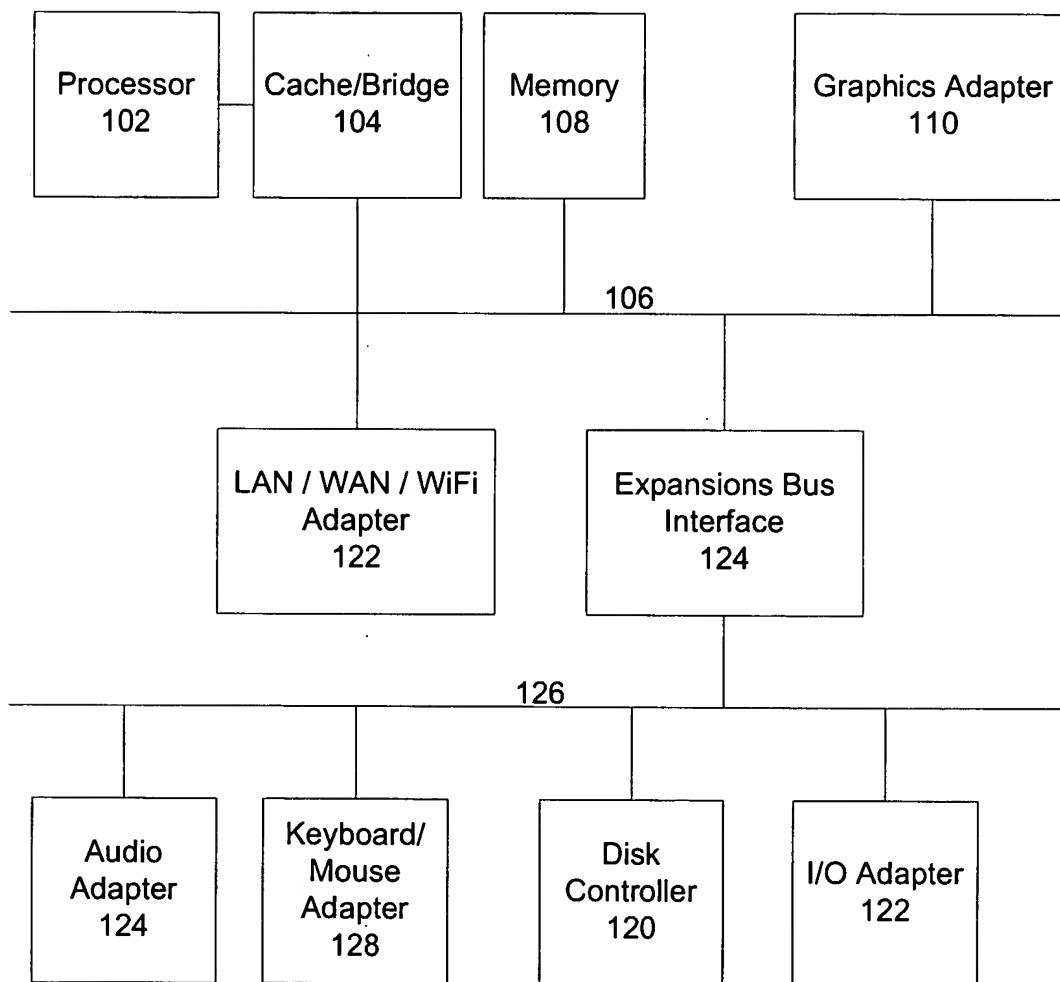 Processor
102
Cache/Bridge
104
Memory
108
Graphics Adapter
110
106
LAN / WAN / WiFi
Adapter
122
Expansions Bus
Interface
124
126
Audio
Adapter
124
Keyboard/
Mouse
Adapter
128
Disk
Controller
120
I/O Adapter
122